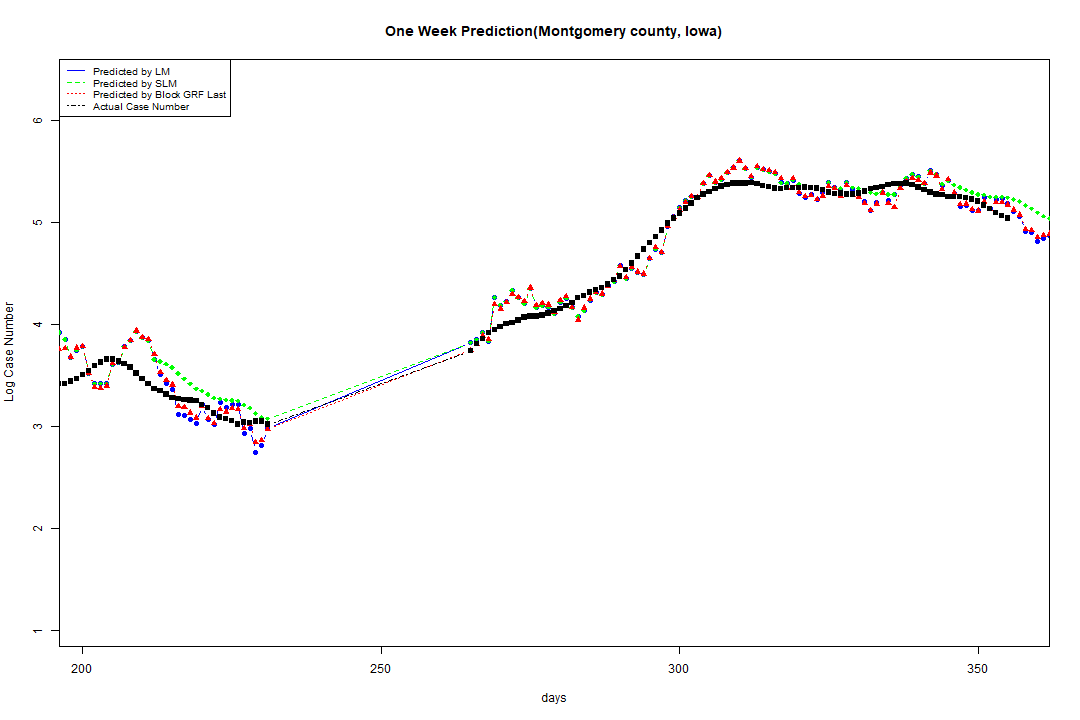 One Week Prediction(Montgomery county, Iowa)
Predicted by LM
Predicted by SLM
Predicted by Block GRF Last
Actual Case Number
Log Case Number
6
5
4
3
2
1
200
250
300
350
days